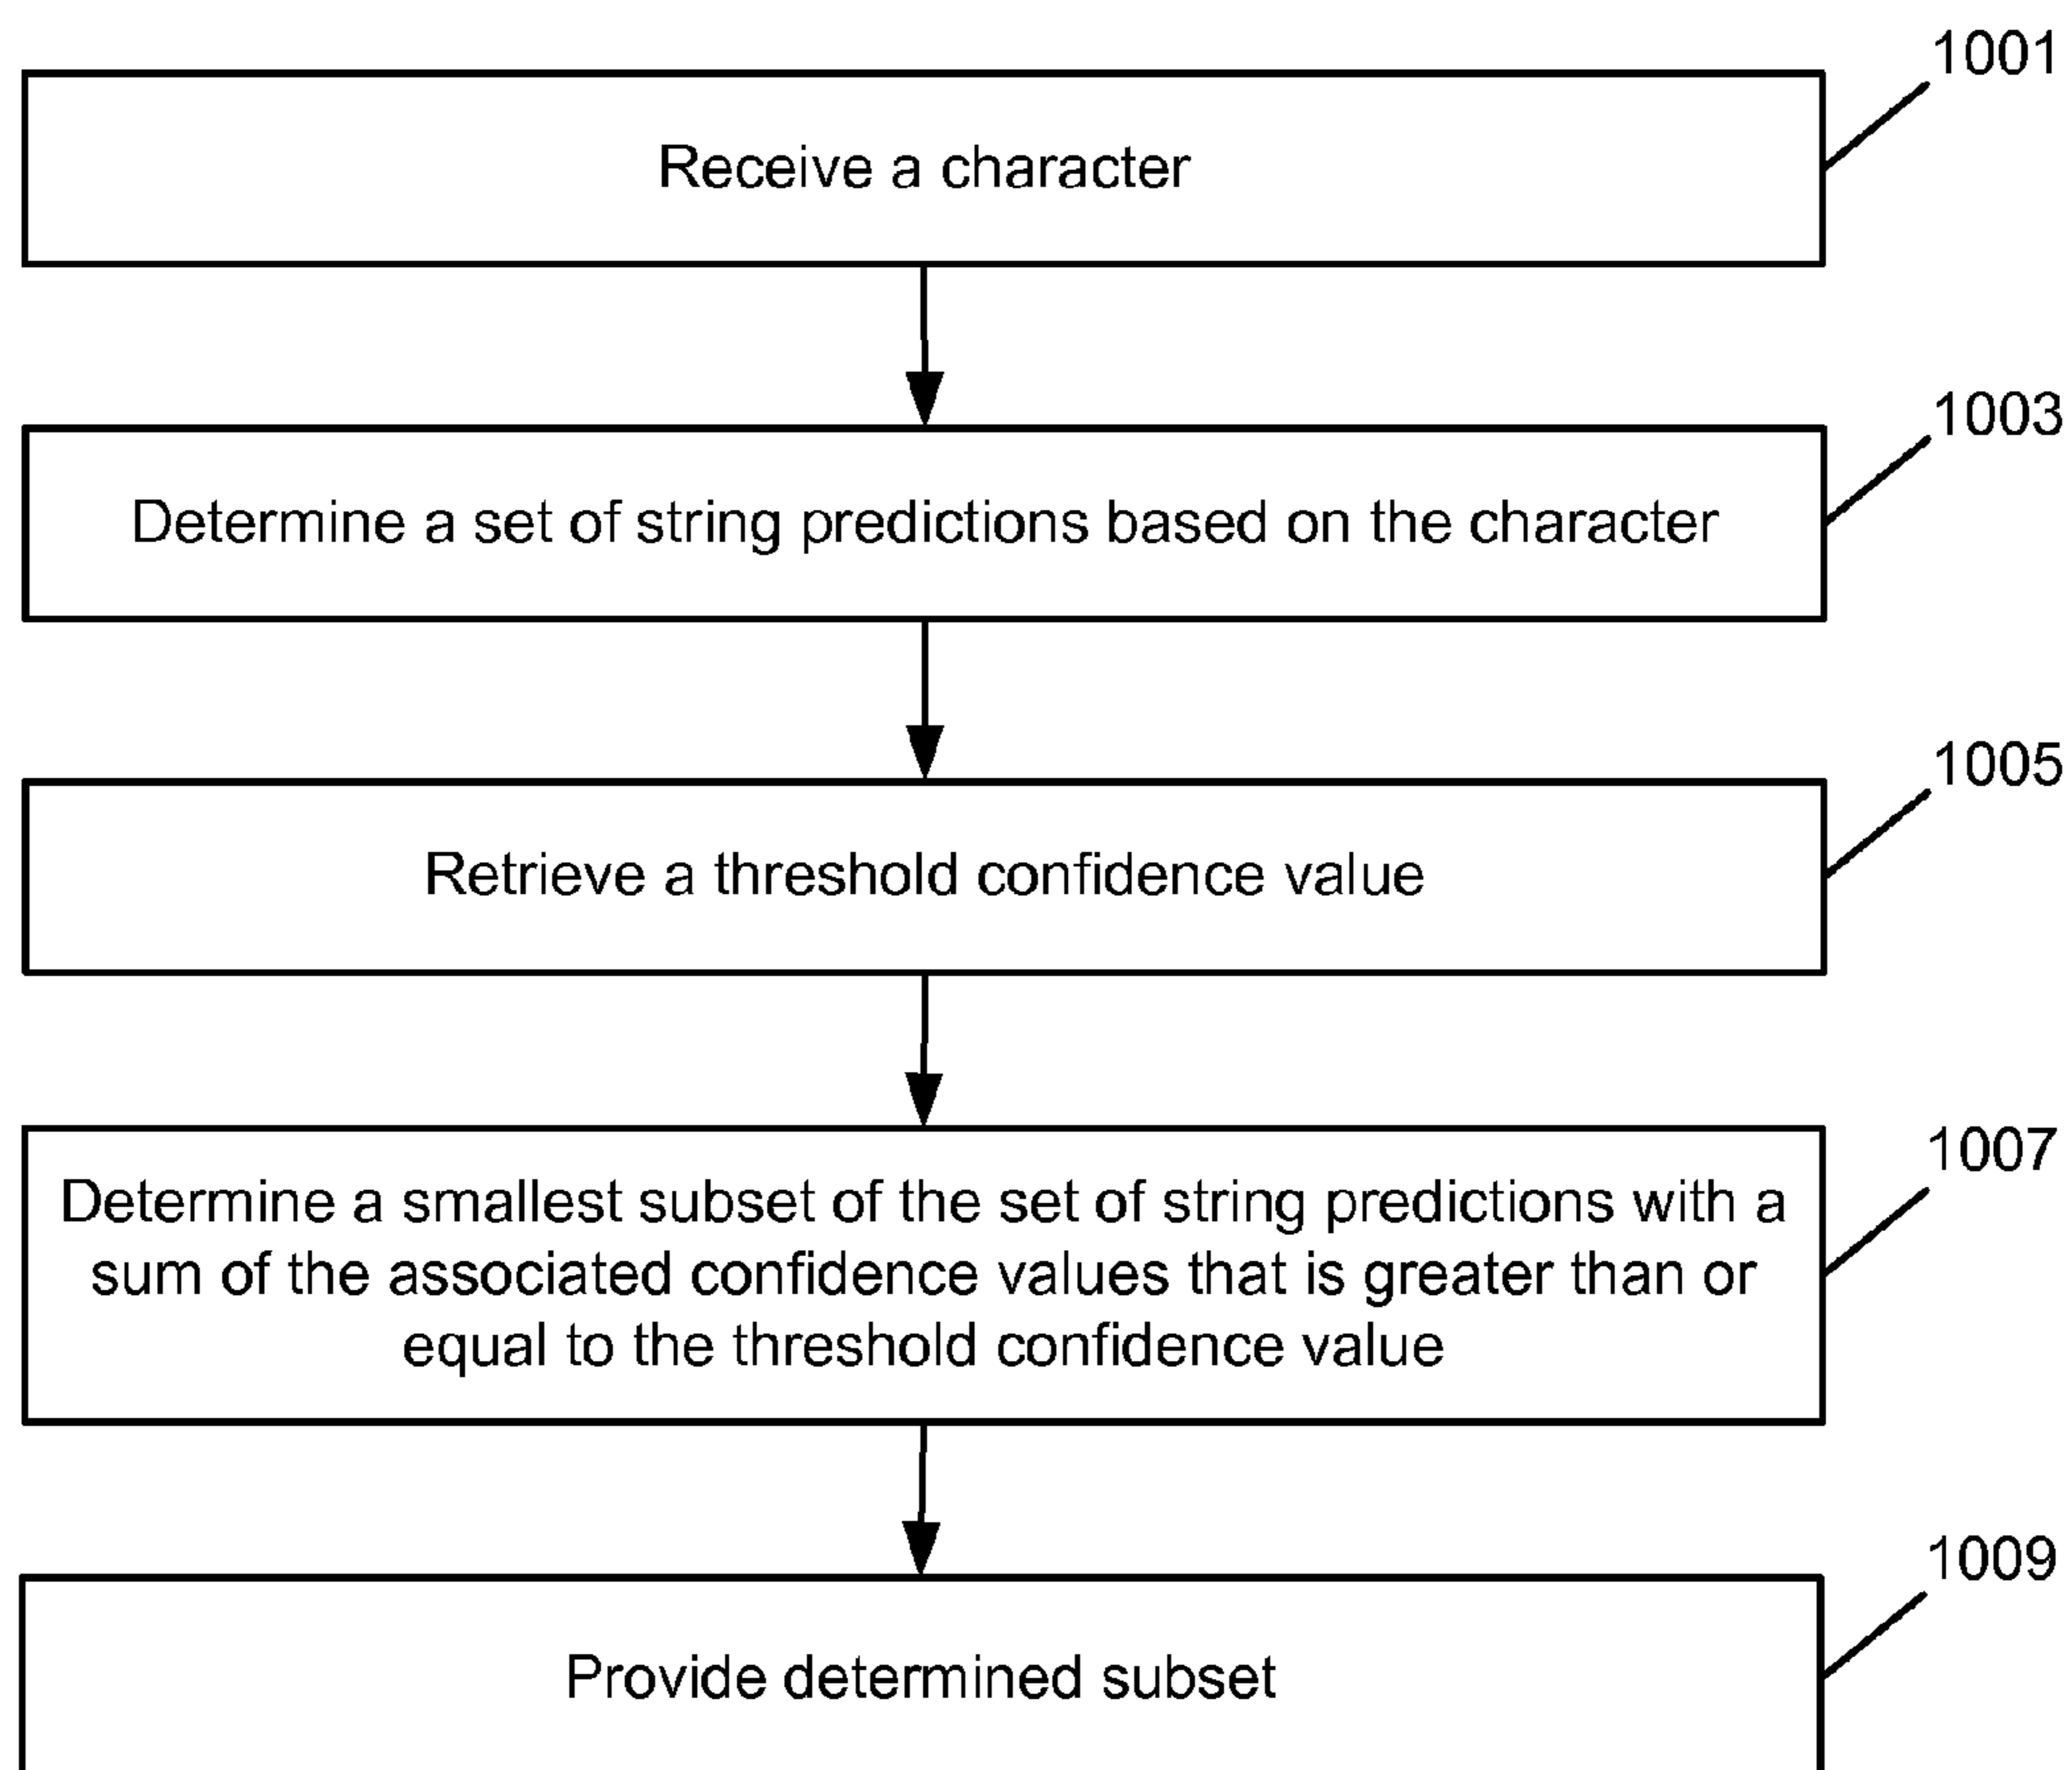 1001
Receive a character
1003
Determine a set of string predictions based on the character
1005
Retrieve a threshold confidence value
1007
Determine a smallest subset of the set of string predictions with a
sum of the associated confidence values that is greater than or
equal to the threshold confidence value
1009
Provide determined subset